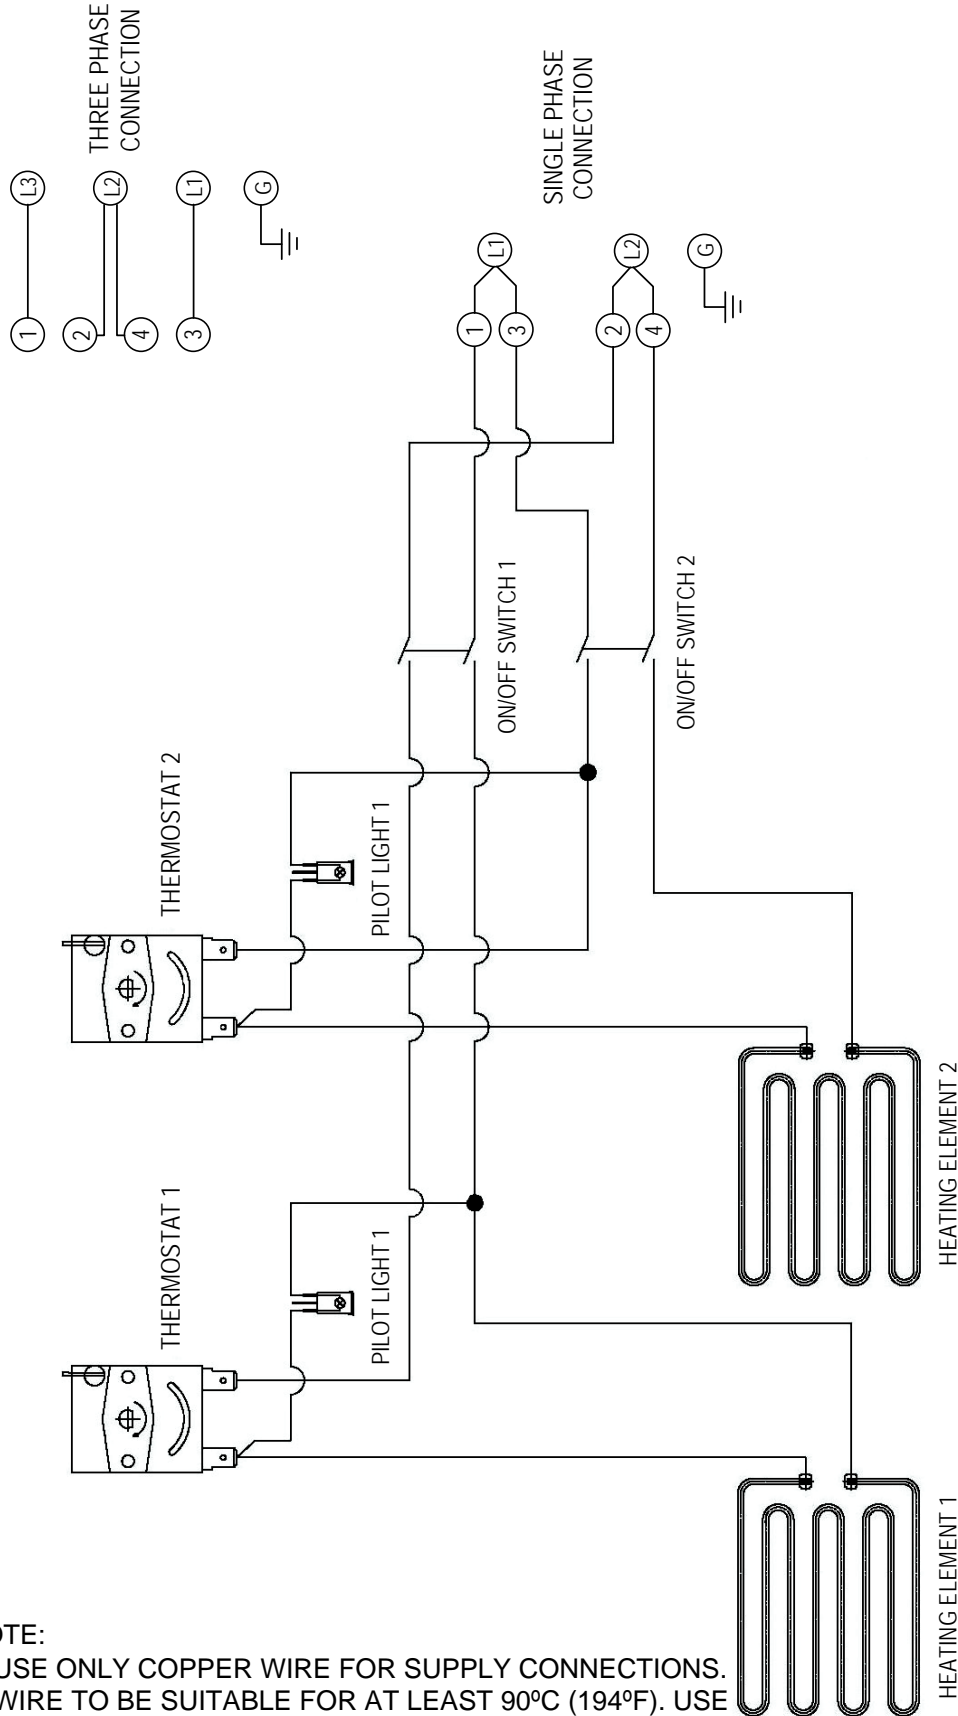 THREE PHASE
CONNECTION
L3
L2
L1
G
1
2
4
3
SINGLE PHASE
CONNECTION
L1
L2
G
1
3
2
4
ON/OFF SWITCH 1
ON/OFF SWITCH 2
THERMOSTAT 2
PILOT LIGHT 1
THERMOSTAT 1
PILOT LIGHT 1
HEATING ELEMENT 2
HEATING ELEMENT 1
OTE:
USE ONLY COPPER WIRE FOR SUPPLY CONNECTIONS.
WIRE TO BE SUITABLE FOR AT LEAST 90ºC (194ºF). USE